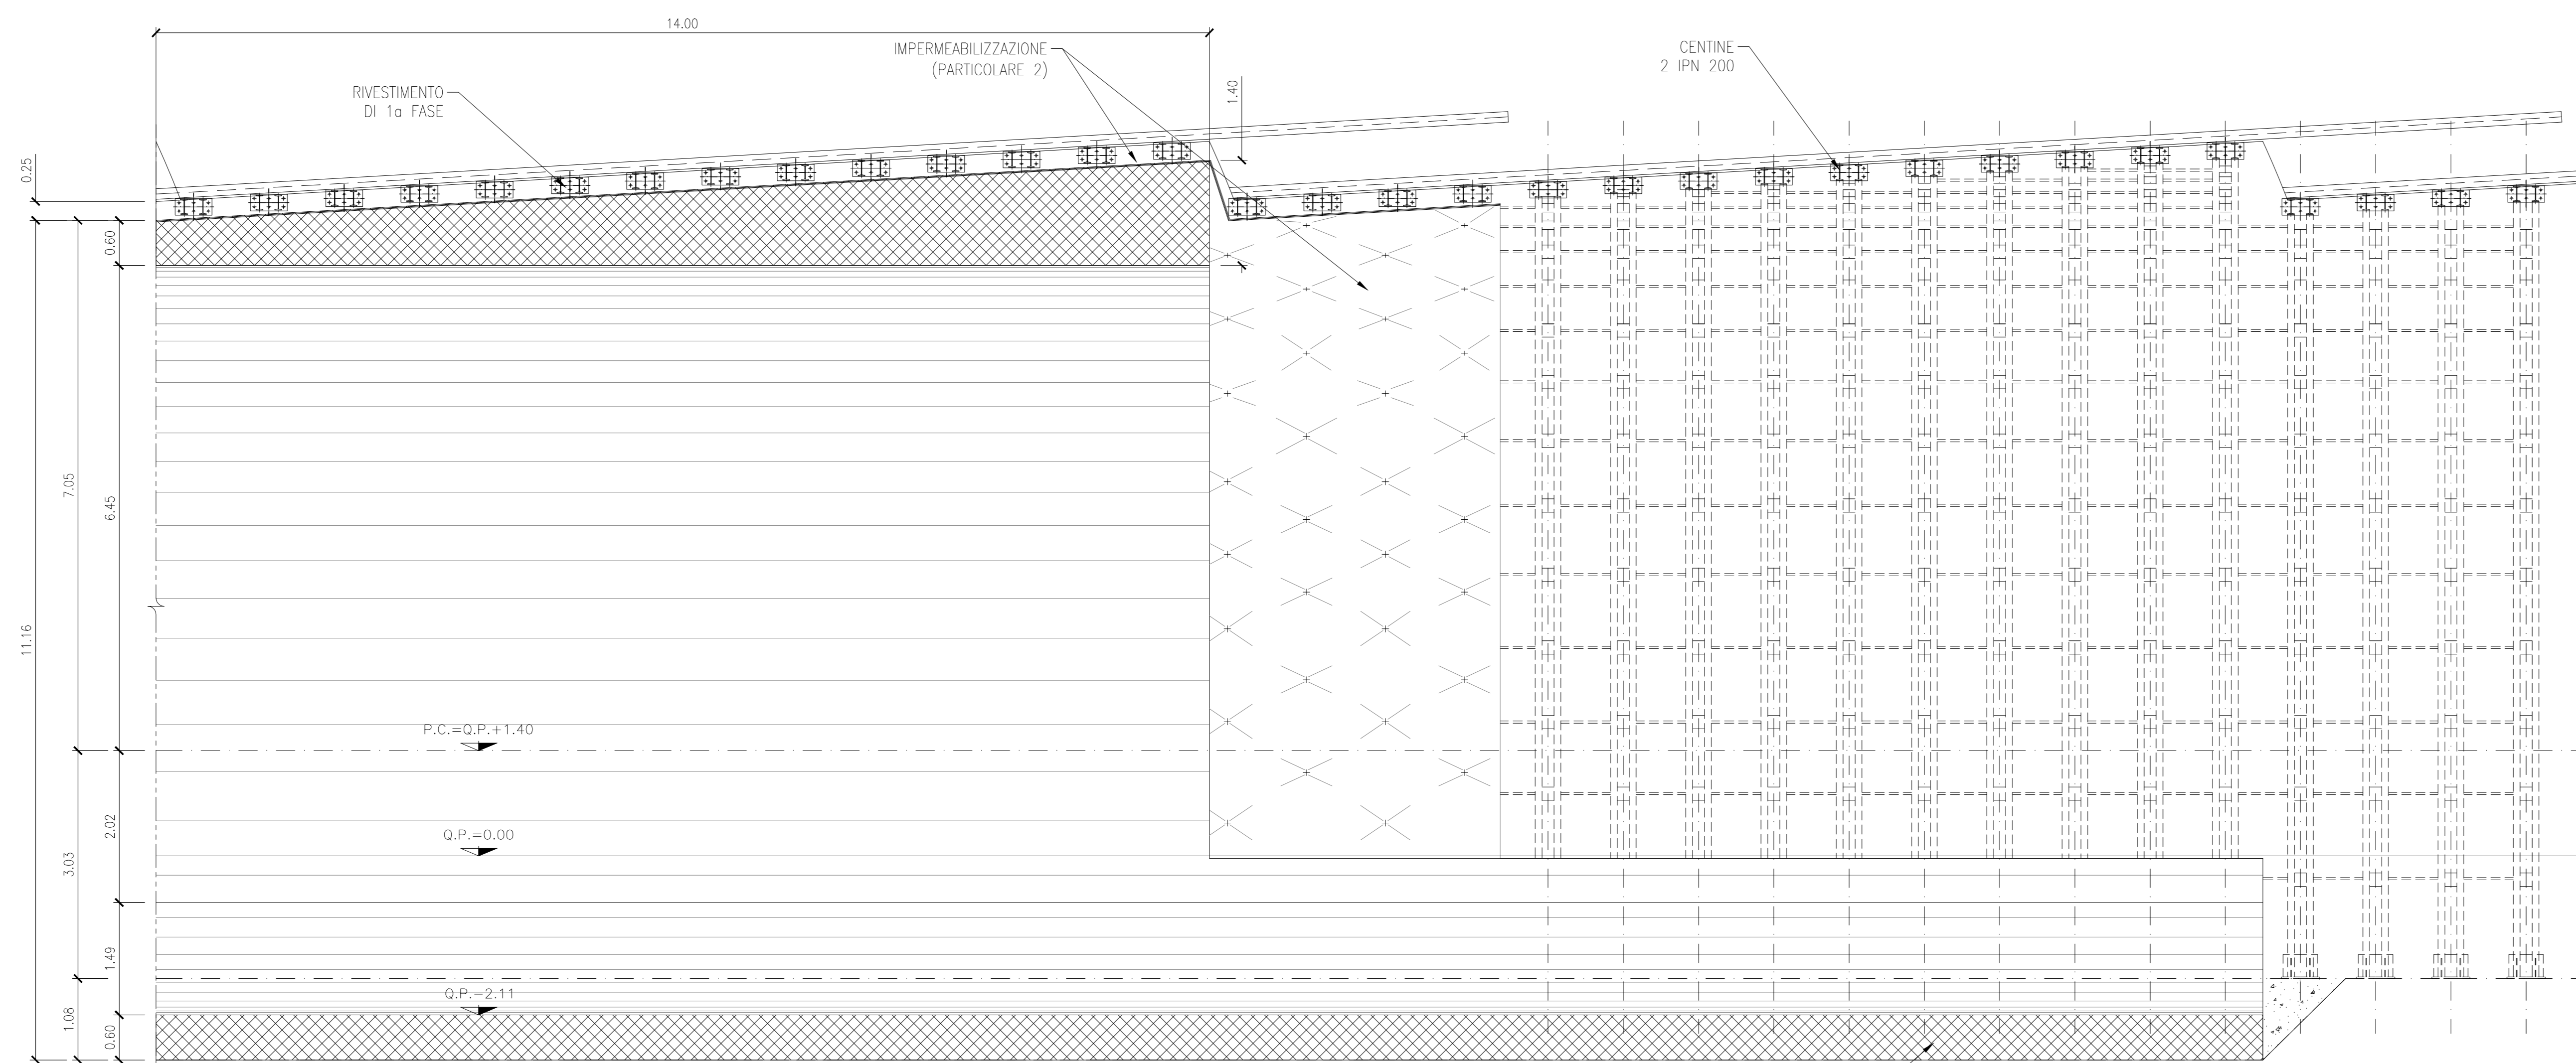 14.00
IMPERMEABILIZZAZIONE
(PARTICOLARE 2)
CENTINE
2 IPN 200
RIVESTIMENTO
DI 1a FASE
1.40
0.25
0.60
7.05
6.45
11.16
P.C.=Q.P.+1.40
2.02
Q.P.=0.00
3.03
1.49
Q.P.-2.11
1.08
0.60